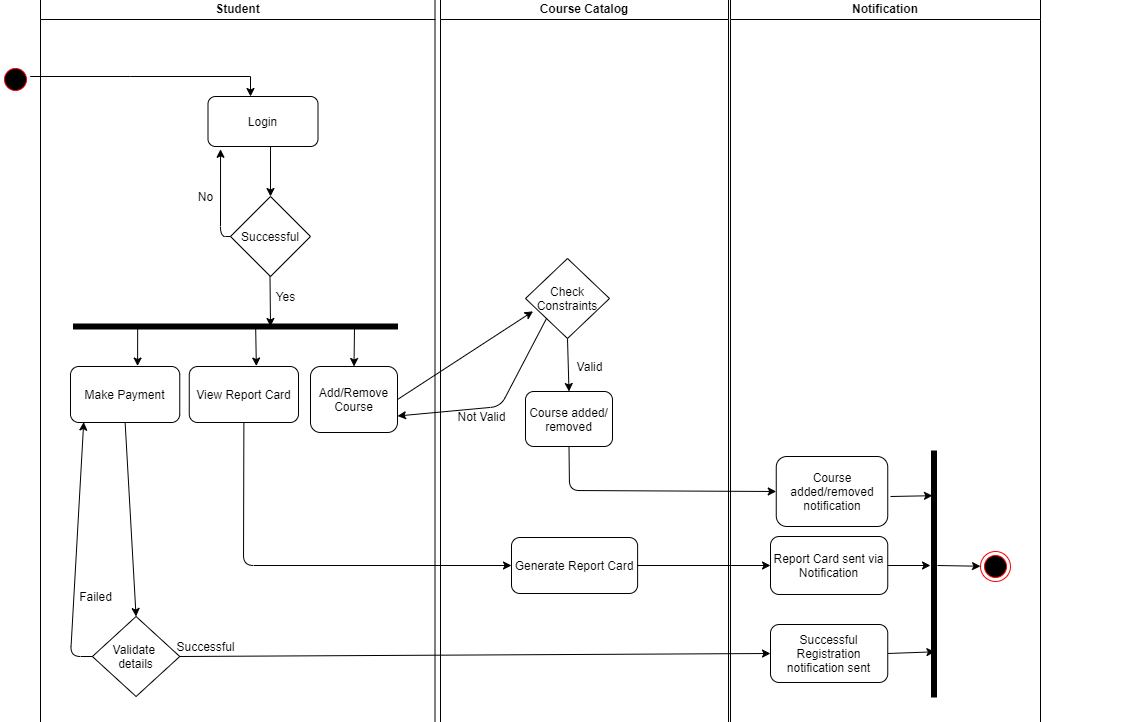 Student
Course Catalog
Notification
Login
No
Successful
Yes
Check
Constraints
Valid
Not Valid
Make Payment
View Report Card
Add/Remove
Course
Course added/
removed
Course
added/removed
notification
Generate Report Card
Report Card sent via
Notification
Failed
Validate
details
Successful
Successful
Registration
notification sent